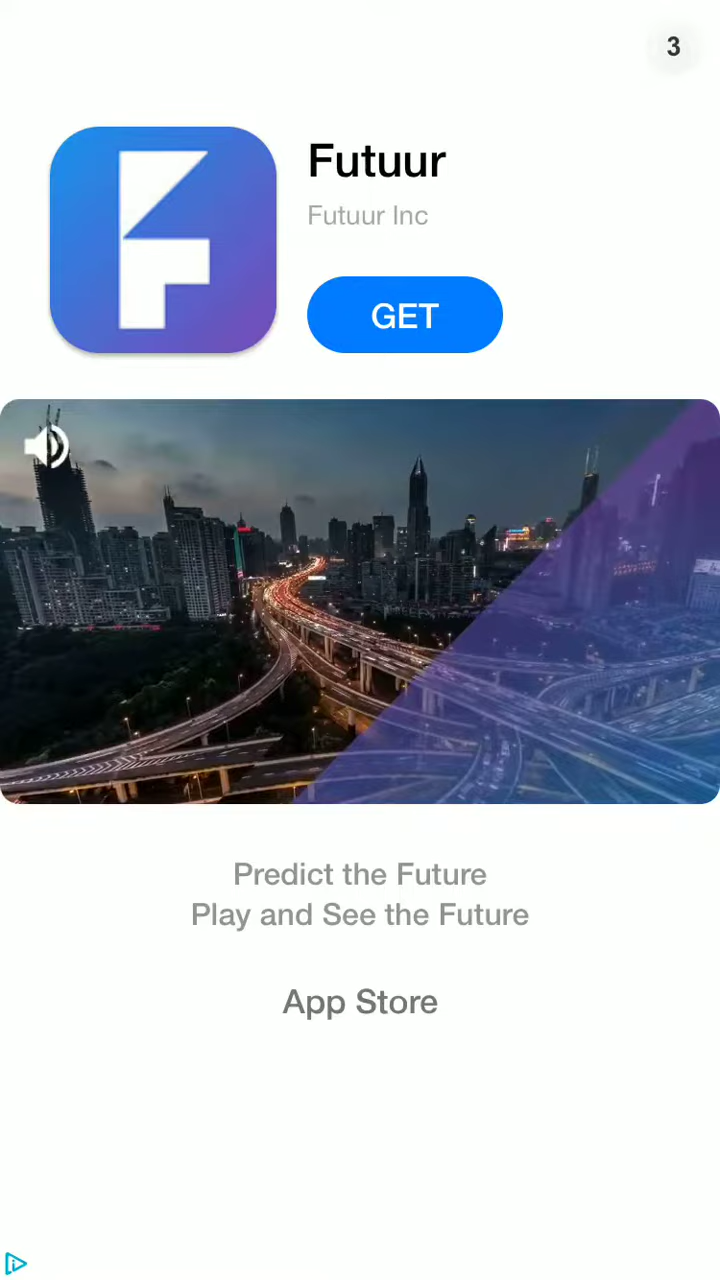 3
Futuur
Futuur Inc
GET
Predict the Future
Play and See the Future
App Store